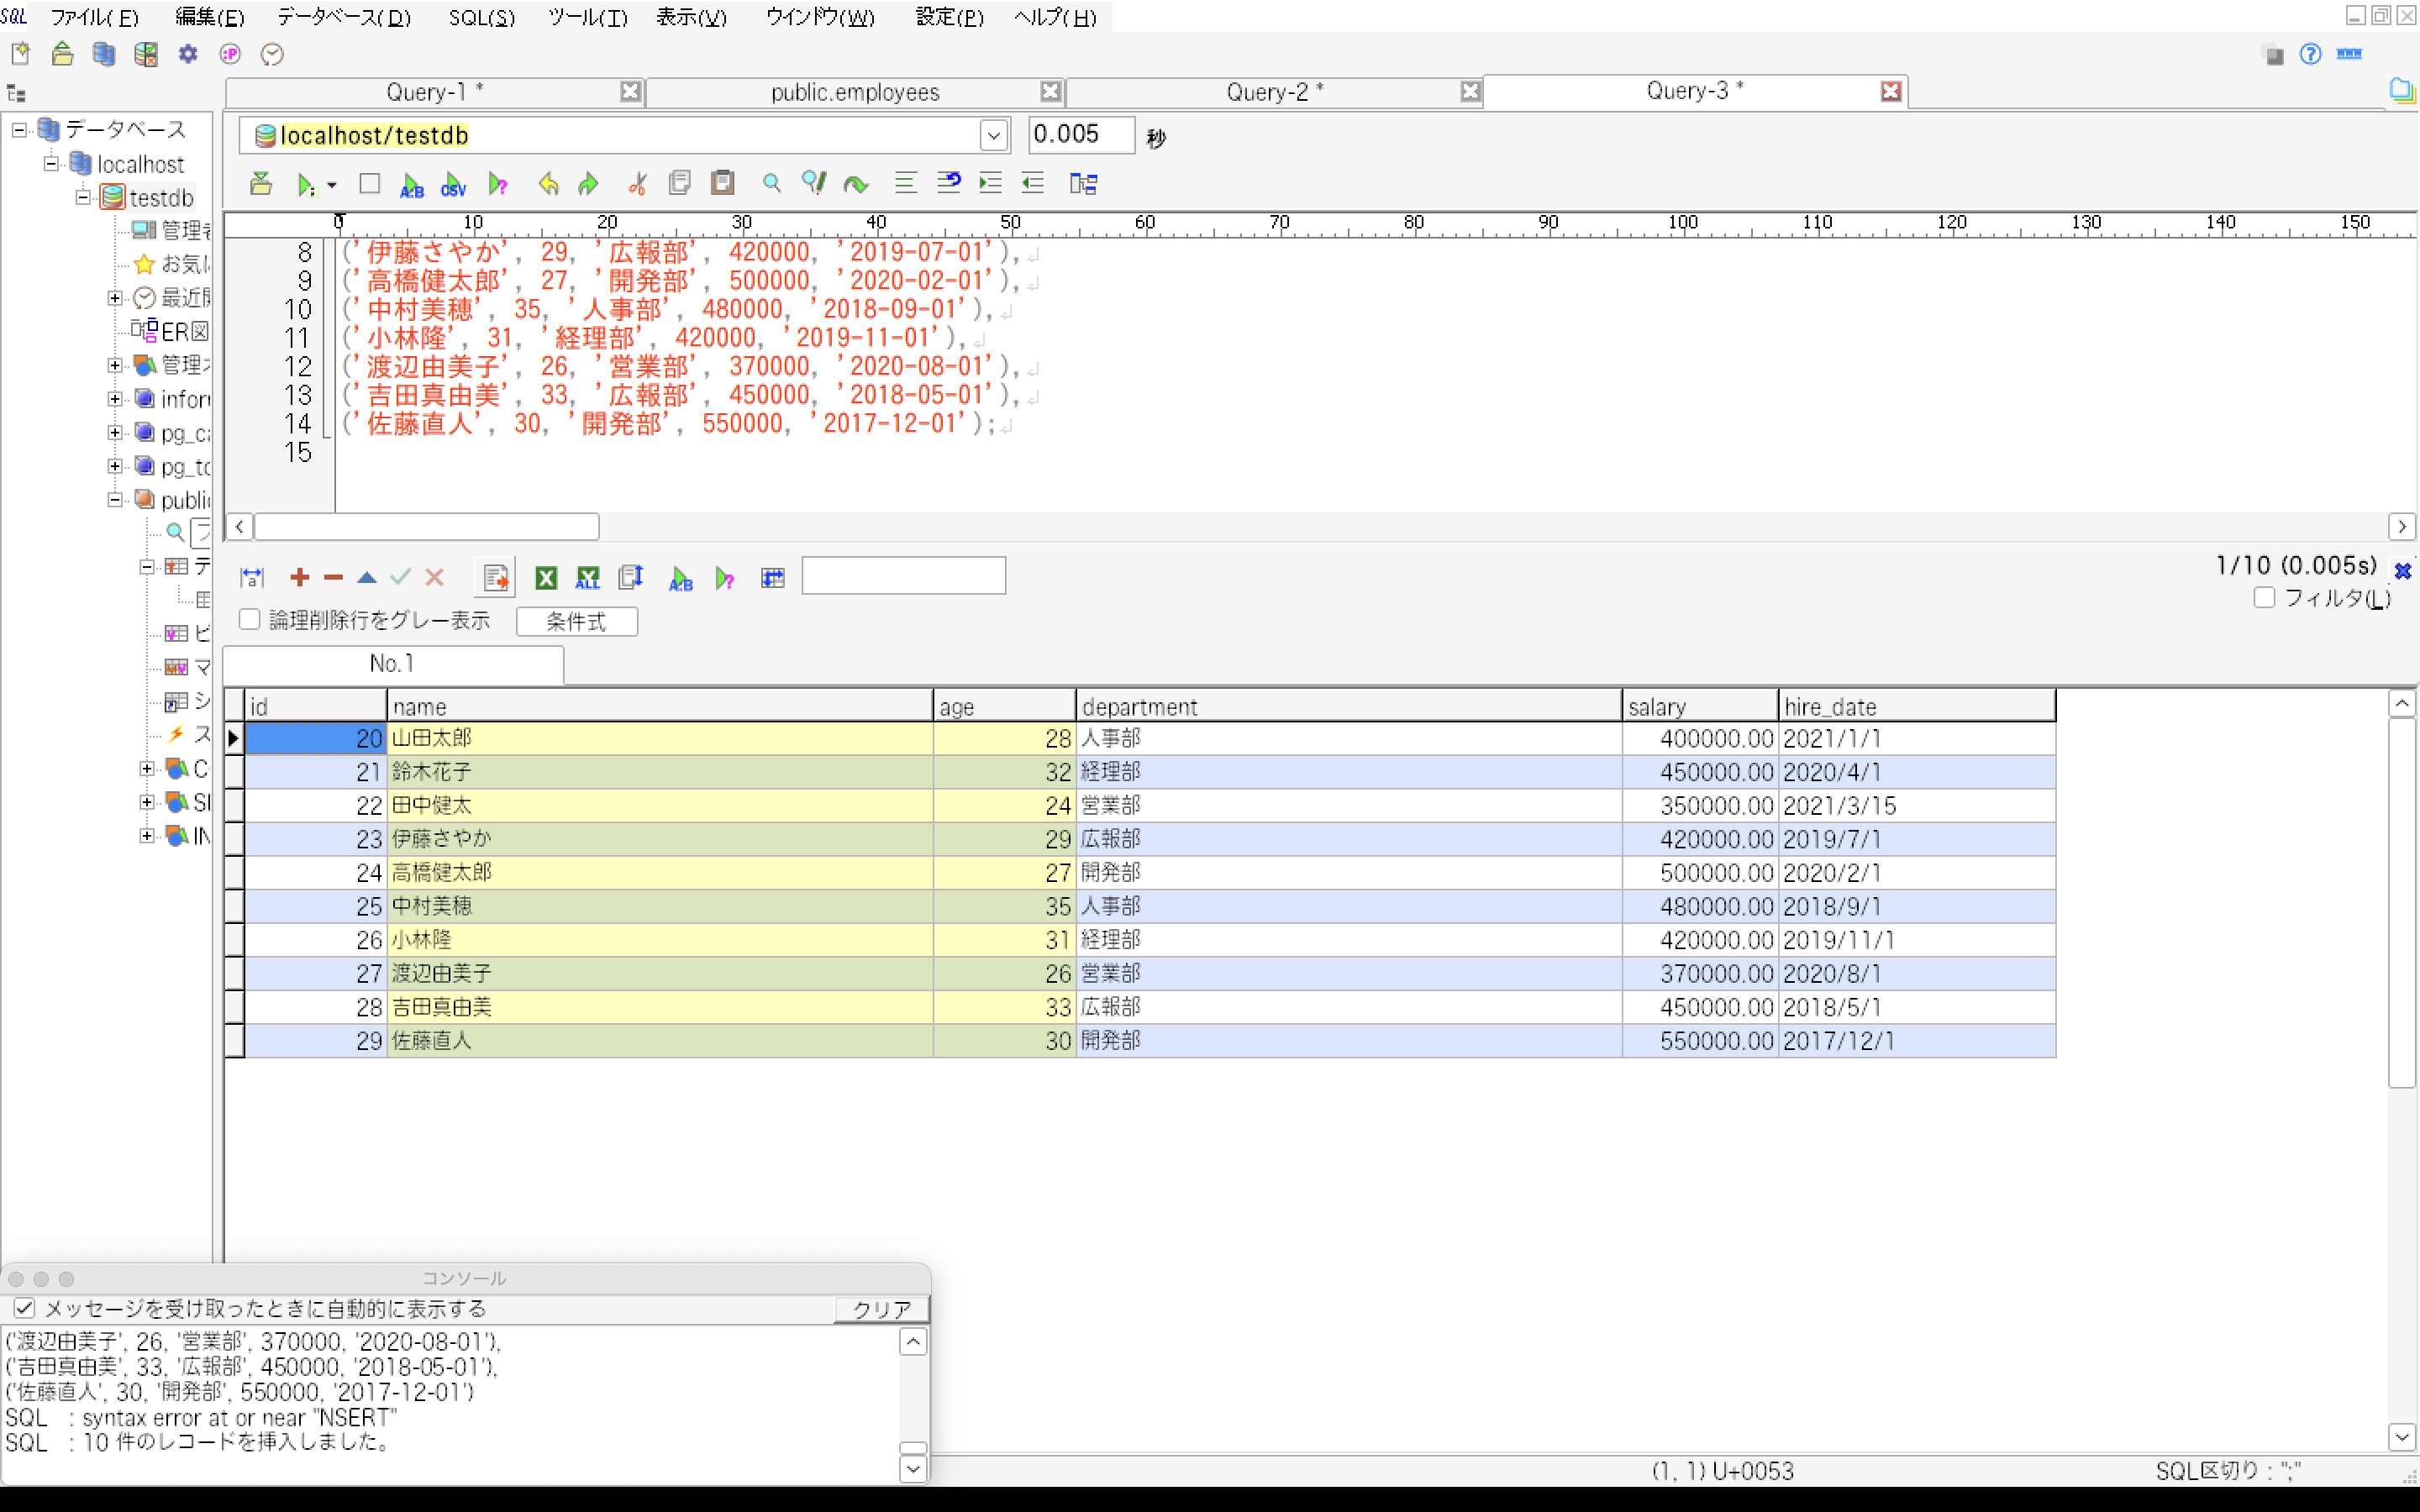 SQL ファイル(F) 編集(E) データベース(D) SQL(S) ツール(T) 表示(V) ウインドウ(W) 設定(P) ヘルプ(H)
Query-1 * public.employees Query-2 * Query-3 *
データベース
localhost
testdb
管理者
お気に
最近開
ER図
管理ス
infor
pg_ca
pg_to
public
フ
テ
ビ
マ
シ
ス
C
SI
IN
localhost/testdb 0.005 秒
A:B CSV
0 10 20 30 40 50 60 70 80 90 100 110 120 130 140 150
8 ('伊藤さやか', 29, '広報部', 420000, '2019-07-01'),
9 ('高橋健太郎', 27, '開発部', 500000, '2020-02-01'),
10 ('中村美穂', 35, '人事部', 480000, '2018-09-01'),
11 ('小林隆', 31, '経理部', 420000, '2019-11-01'),
12 ('渡辺由美子', 26, '営業部', 370000, '2020-08-01'),
13 ('吉田真由美', 33, '広報部', 450000, '2018-05-01'),
14 ('佐藤直人', 30, '開発部', 550000, '2017-12-01');
15
ALL A:B
1/10 (0.005s)
論理削除行をグレー表示 条件式 フィルタ(L)
No.1
id name age department salary hire_date
20 山田太郎 28 人事部 400000.00 2021/1/1
21 鈴木花子 32 経理部 450000.00 2020/4/1
22 田中健太 24 営業部 350000.00 2021/3/15
23 伊藤さやか 29 広報部 420000.00 2019/7/1
24 高橋健太郎 27 開発部 500000.00 2020/2/1
25 中村美穂 35 人事部 480000.00 2018/9/1
26 小林隆 31 経理部 420000.00 2019/11/1
27 渡辺由美子 26 営業部 370000.00 2020/8/1
28 吉田真由美 33 広報部 450000.00 2018/5/1
29 佐藤直人 30 開発部 550000.00 2017/12/1
コンソール
メッセージを受け取ったときに自動的に表示する クリア
('渡辺由美子', 26, '営業部', 370000, '2020-08-01'),
('吉田真由美', 33, '広報部', 450000, '2018-05-01'),
('佐藤直人', 30, '開発部', 550000, '2017-12-01')
SQL : syntax error at or near "NSERT"
SQL : 10 件のレコードを挿入しました。
(1, 1) U+0053 SQL区切り : ";"